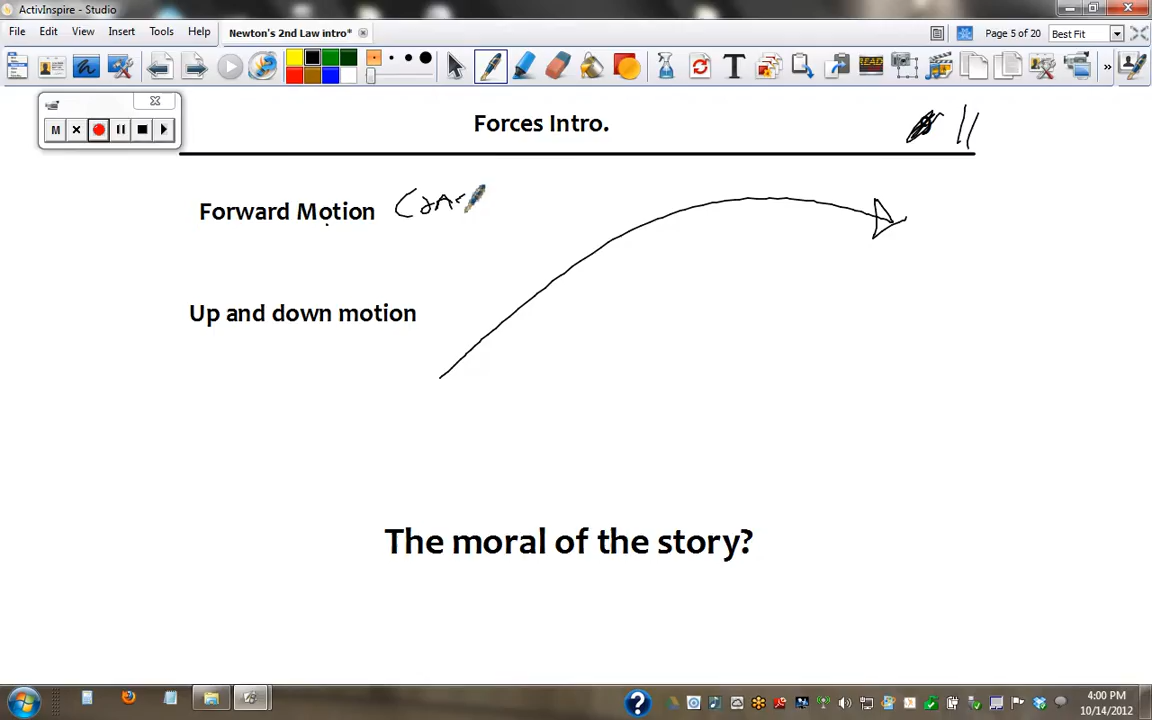 ActivInspire - Studio
File Edit View Insert Tools Help Newton's 2nd Law intro* Page 5 of 20 Best Fit
M
Forces Intro. 11
Forward Motion
Up and down motion
The moral of the story?
4:00 PM
10/14/2012